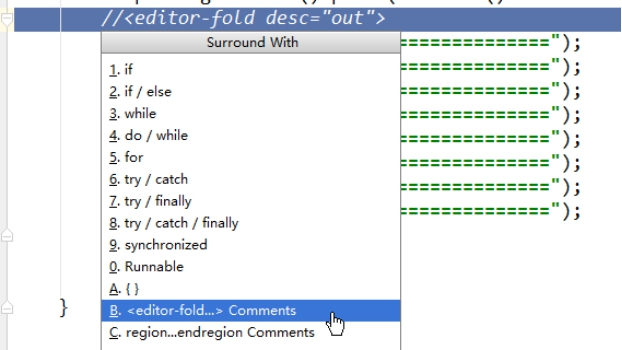 //<editor-fold desc="out">
Surround With
===============");
1. if
===============");
2. if / else
===============");
3. while
===============");
4. do / while
===============");
5. for
===============");
6. try / catch
===============");
7. try / finally
===============");
8. try / catch / finally
9. synchronized
0. Runnable
A. { }
}
B. <editor-fold...> Comments
C. region...endregion Comments